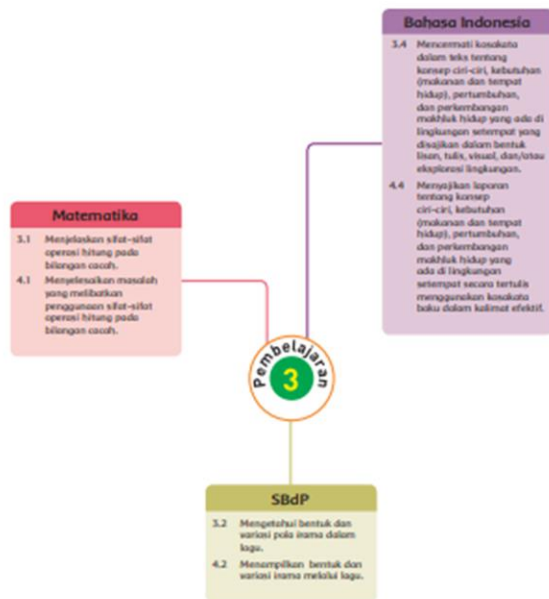 Bahasa Indonesia
3.4 Mencermati kosakata
dalam teks tentang
konsep ciri-ciri, kebutuhan
(makanan dan tempat
hidup), pertumbuhan,
dan perkembangan
makhluk hidup yang ada di
lingkungan setempat yang
disajikan dalam bentuk
lisan, tulis, visual, dan/atau
eksplorasi lingkungan.
4.4 Menyajikan laporan
tentang konsep
ciri-ciri, kebutuhan
(makanan dan tempat
hidup), pertumbuhan,
dan perkembangan
makhluk hidup yang
ada di lingkungan
setempat secara tertulis
menggunakan kosakata
baku dalam kalimat efektif.
Matematika
3.1 Menjelaskan sifat-sifat
operasi hitung pada
bilangan cacah.
4.1 Menyelesaikan masalah
yang melibatkan
penggunaan sifat-sifat
operasi hitung pada
bilangan cacah.
Pembelajaran
3
SBdP
3.2 Mengetahui bentuk dan
variasi pola irama dalam
lagu.
4.2 Menampilkan bentuk dan
variasi irama melalui lagu.